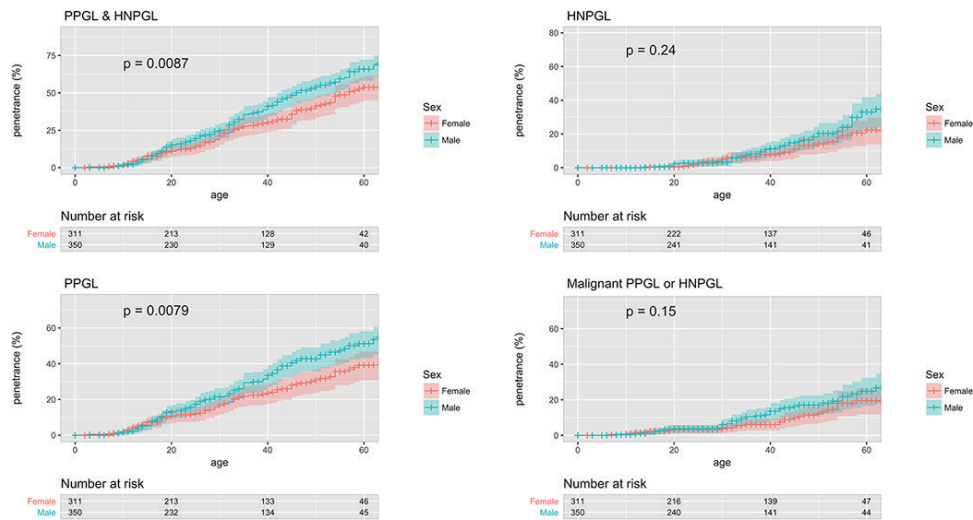 PPGL & HNPGL
penetrance (%)
75
50
25
0
p = 0.0087
0 20 40 60
age
Sex
Female
Male
Number at risk
Female 311 213 128 42
Male 350 230 129 40
HNPGL
penetrance (%)
80
60
40
20
0
p = 0.24
0 20 40 60
age
Sex
Female
Male
Number at risk
Female 311 222 137 46
Male 350 241 141 41
PPGL
penetrance (%)
60
40
20
0
p = 0.0079
0 20 40 60
age
Sex
Female
Male
Number at risk
Female 311 213 133 46
Male 350 232 134 45
Malignant PPGL or HNPGL
penetrance (%)
60
40
20
0
p = 0.15
0 20 40 60
age
Sex
Female
Male
Number at risk
Female 311 216 139 47
Male 350 240 141 44